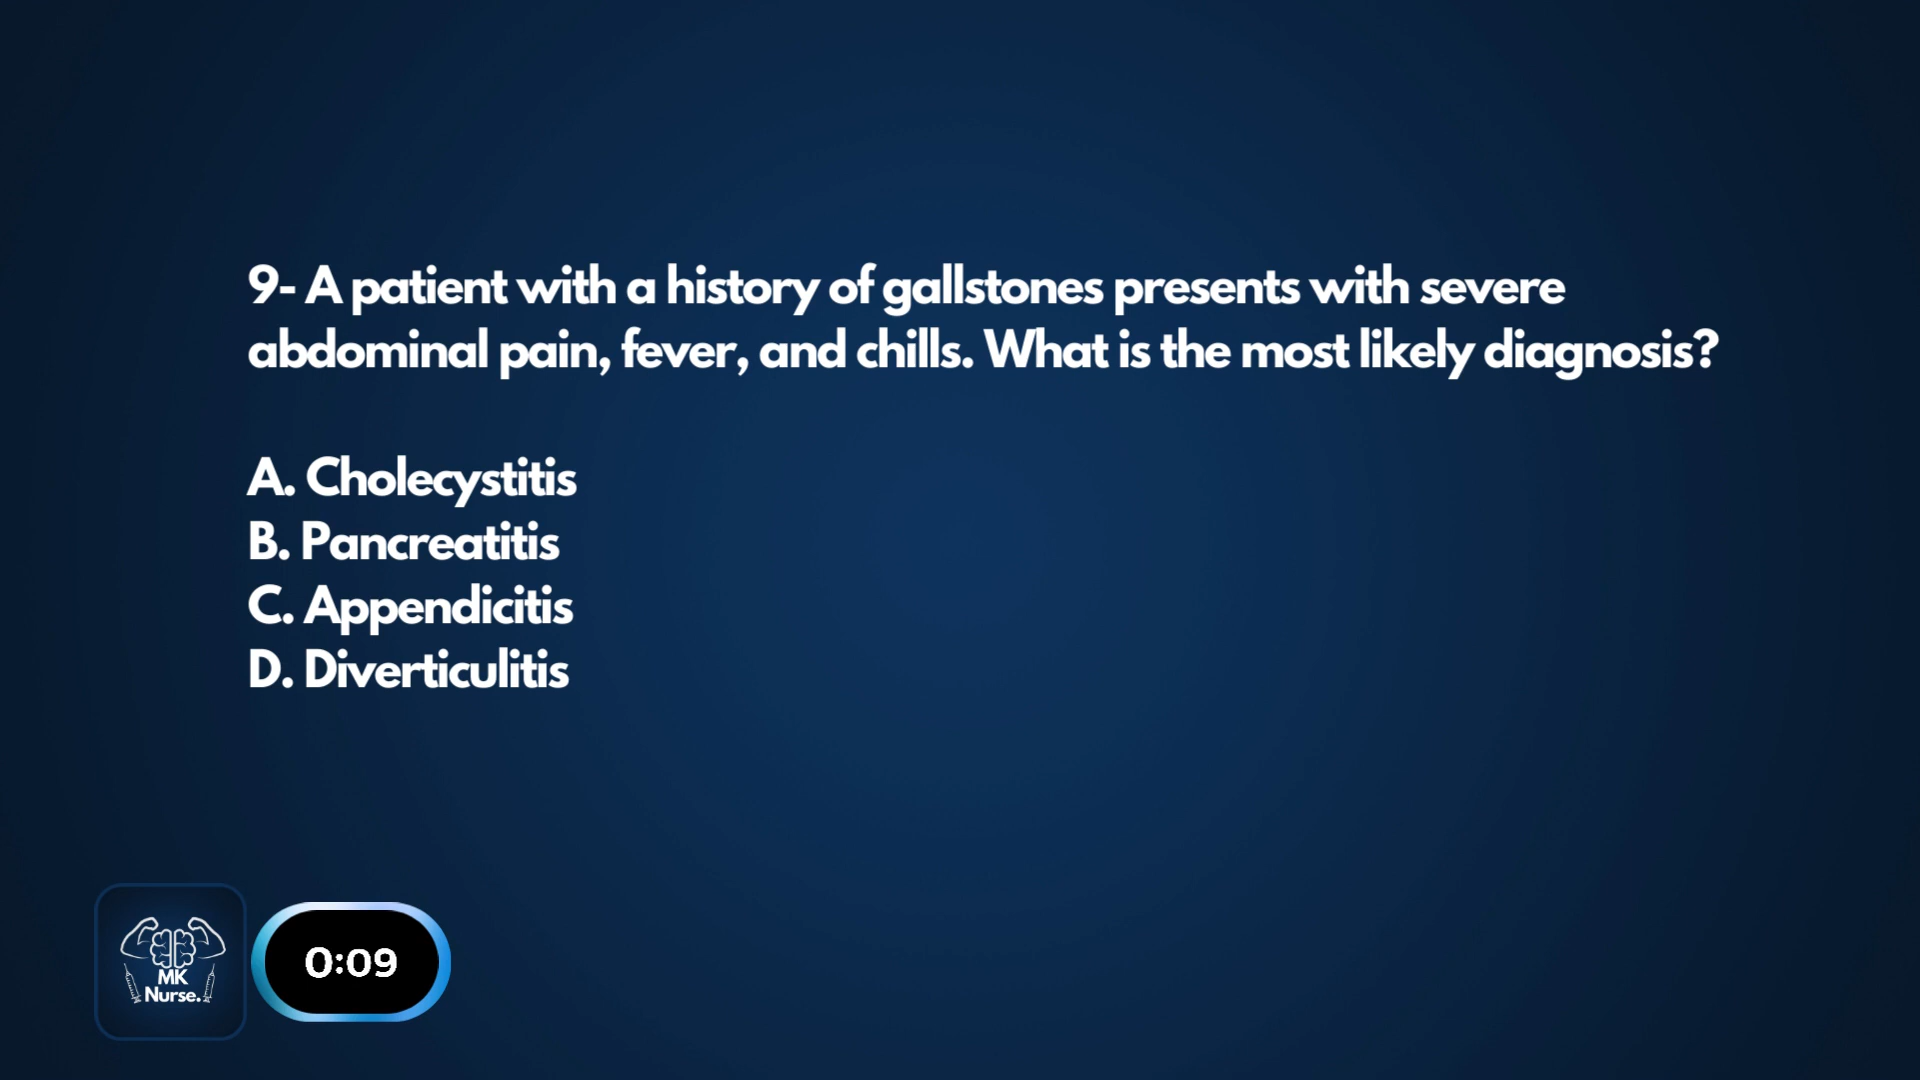 9- A patient with a history of gallstones presents with severe
abdominal pain, fever, and chills. What is the most likely diagnosis?
A. Cholecystitis
B. Pancreatitis
C. Appendicitis
D. Diverticulitis
MK
Nurse.
0:09